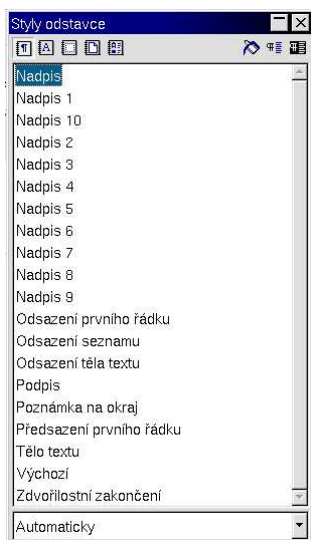 Styly odstavce
Nadpis
Nadpis 1
Nadpis 10
Nadpis 2
Nadpis 3
Nadpis 4
Nadpis 5
Nadpis 6
Nadpis 7
Nadpis 8
Nadpis 9
Odsazení prvního řádku
Odsazení seznamu
Odsazení těla textu
Podpis
Poznámka na okraj
Předsazení prvního řádku
Tělo textu
Výchozí
Zdvořilostní zakončení
Automaticky